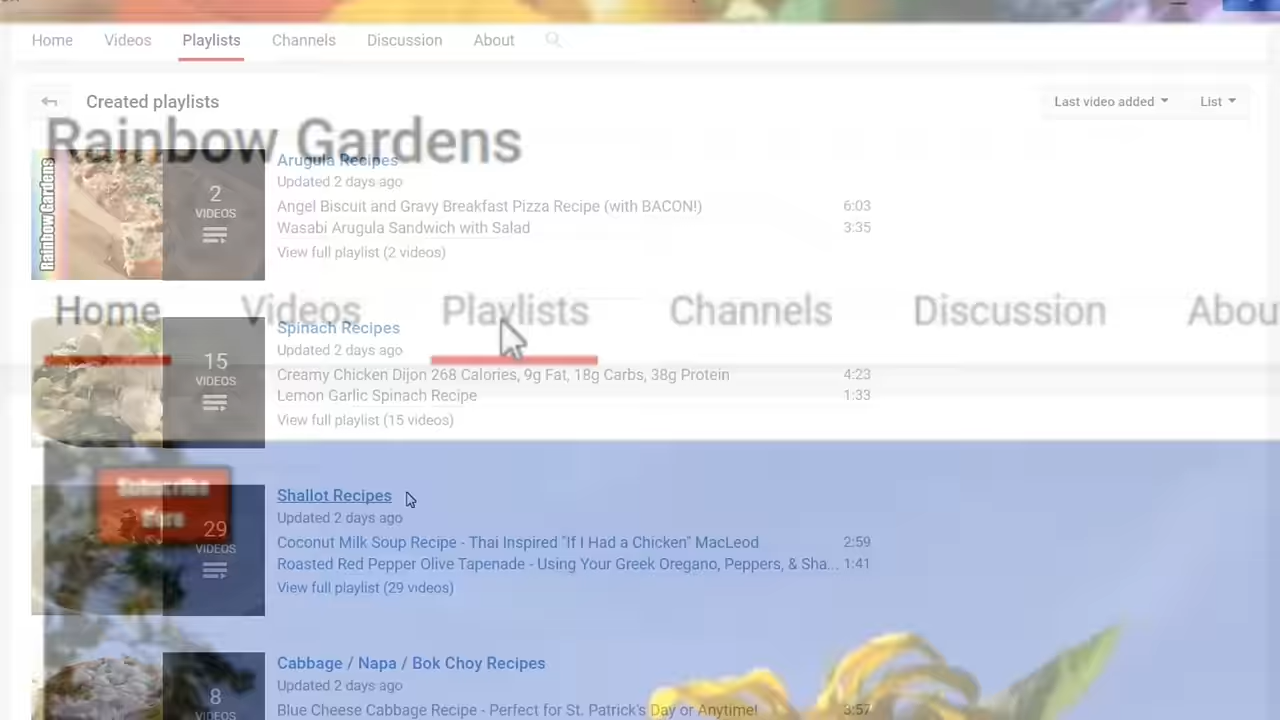 Home Videos Playlists Channels Discussion About
Created playlists
Last video added List
Rainbow Gardens
Rainbow Gardens
Arugula Recipes
2
VIDEOS
Updated 2 days ago
Angel Biscuit and Gravy Breakfast Pizza Recipe (with BACON!) 6:03
Wasabi Arugula Sandwich with Salad 3:35
View full playlist (2 videos)
Home Videos Playlists Channels Discussion Abou
Spinach Recipes
15
VIDEOS
Updated 2 days ago
Creamy Chicken Dijon 268 Calories, 9g Fat, 18g Carbs, 38g Protein 4:23
Lemon Garlic Spinach Recipe 1:33
View full playlist (15 videos)
Subscribe
Here
Shallot Recipes
29
VIDEOS
Updated 2 days ago
Coconut Milk Soup Recipe - Thai Inspired "If I Had a Chicken" MacLeod 2:59
Roasted Red Pepper Olive Tapenade - Using Your Greek Oregano, Peppers, & Sha... 1:41
View full playlist (29 videos)
Cabbage / Napa / Bok Choy Recipes
8
VIDEOS
Updated 2 days ago
Blue Cheese Cabbage Recipe - Perfect for St. Patrick's Day or Anytime! 3:57